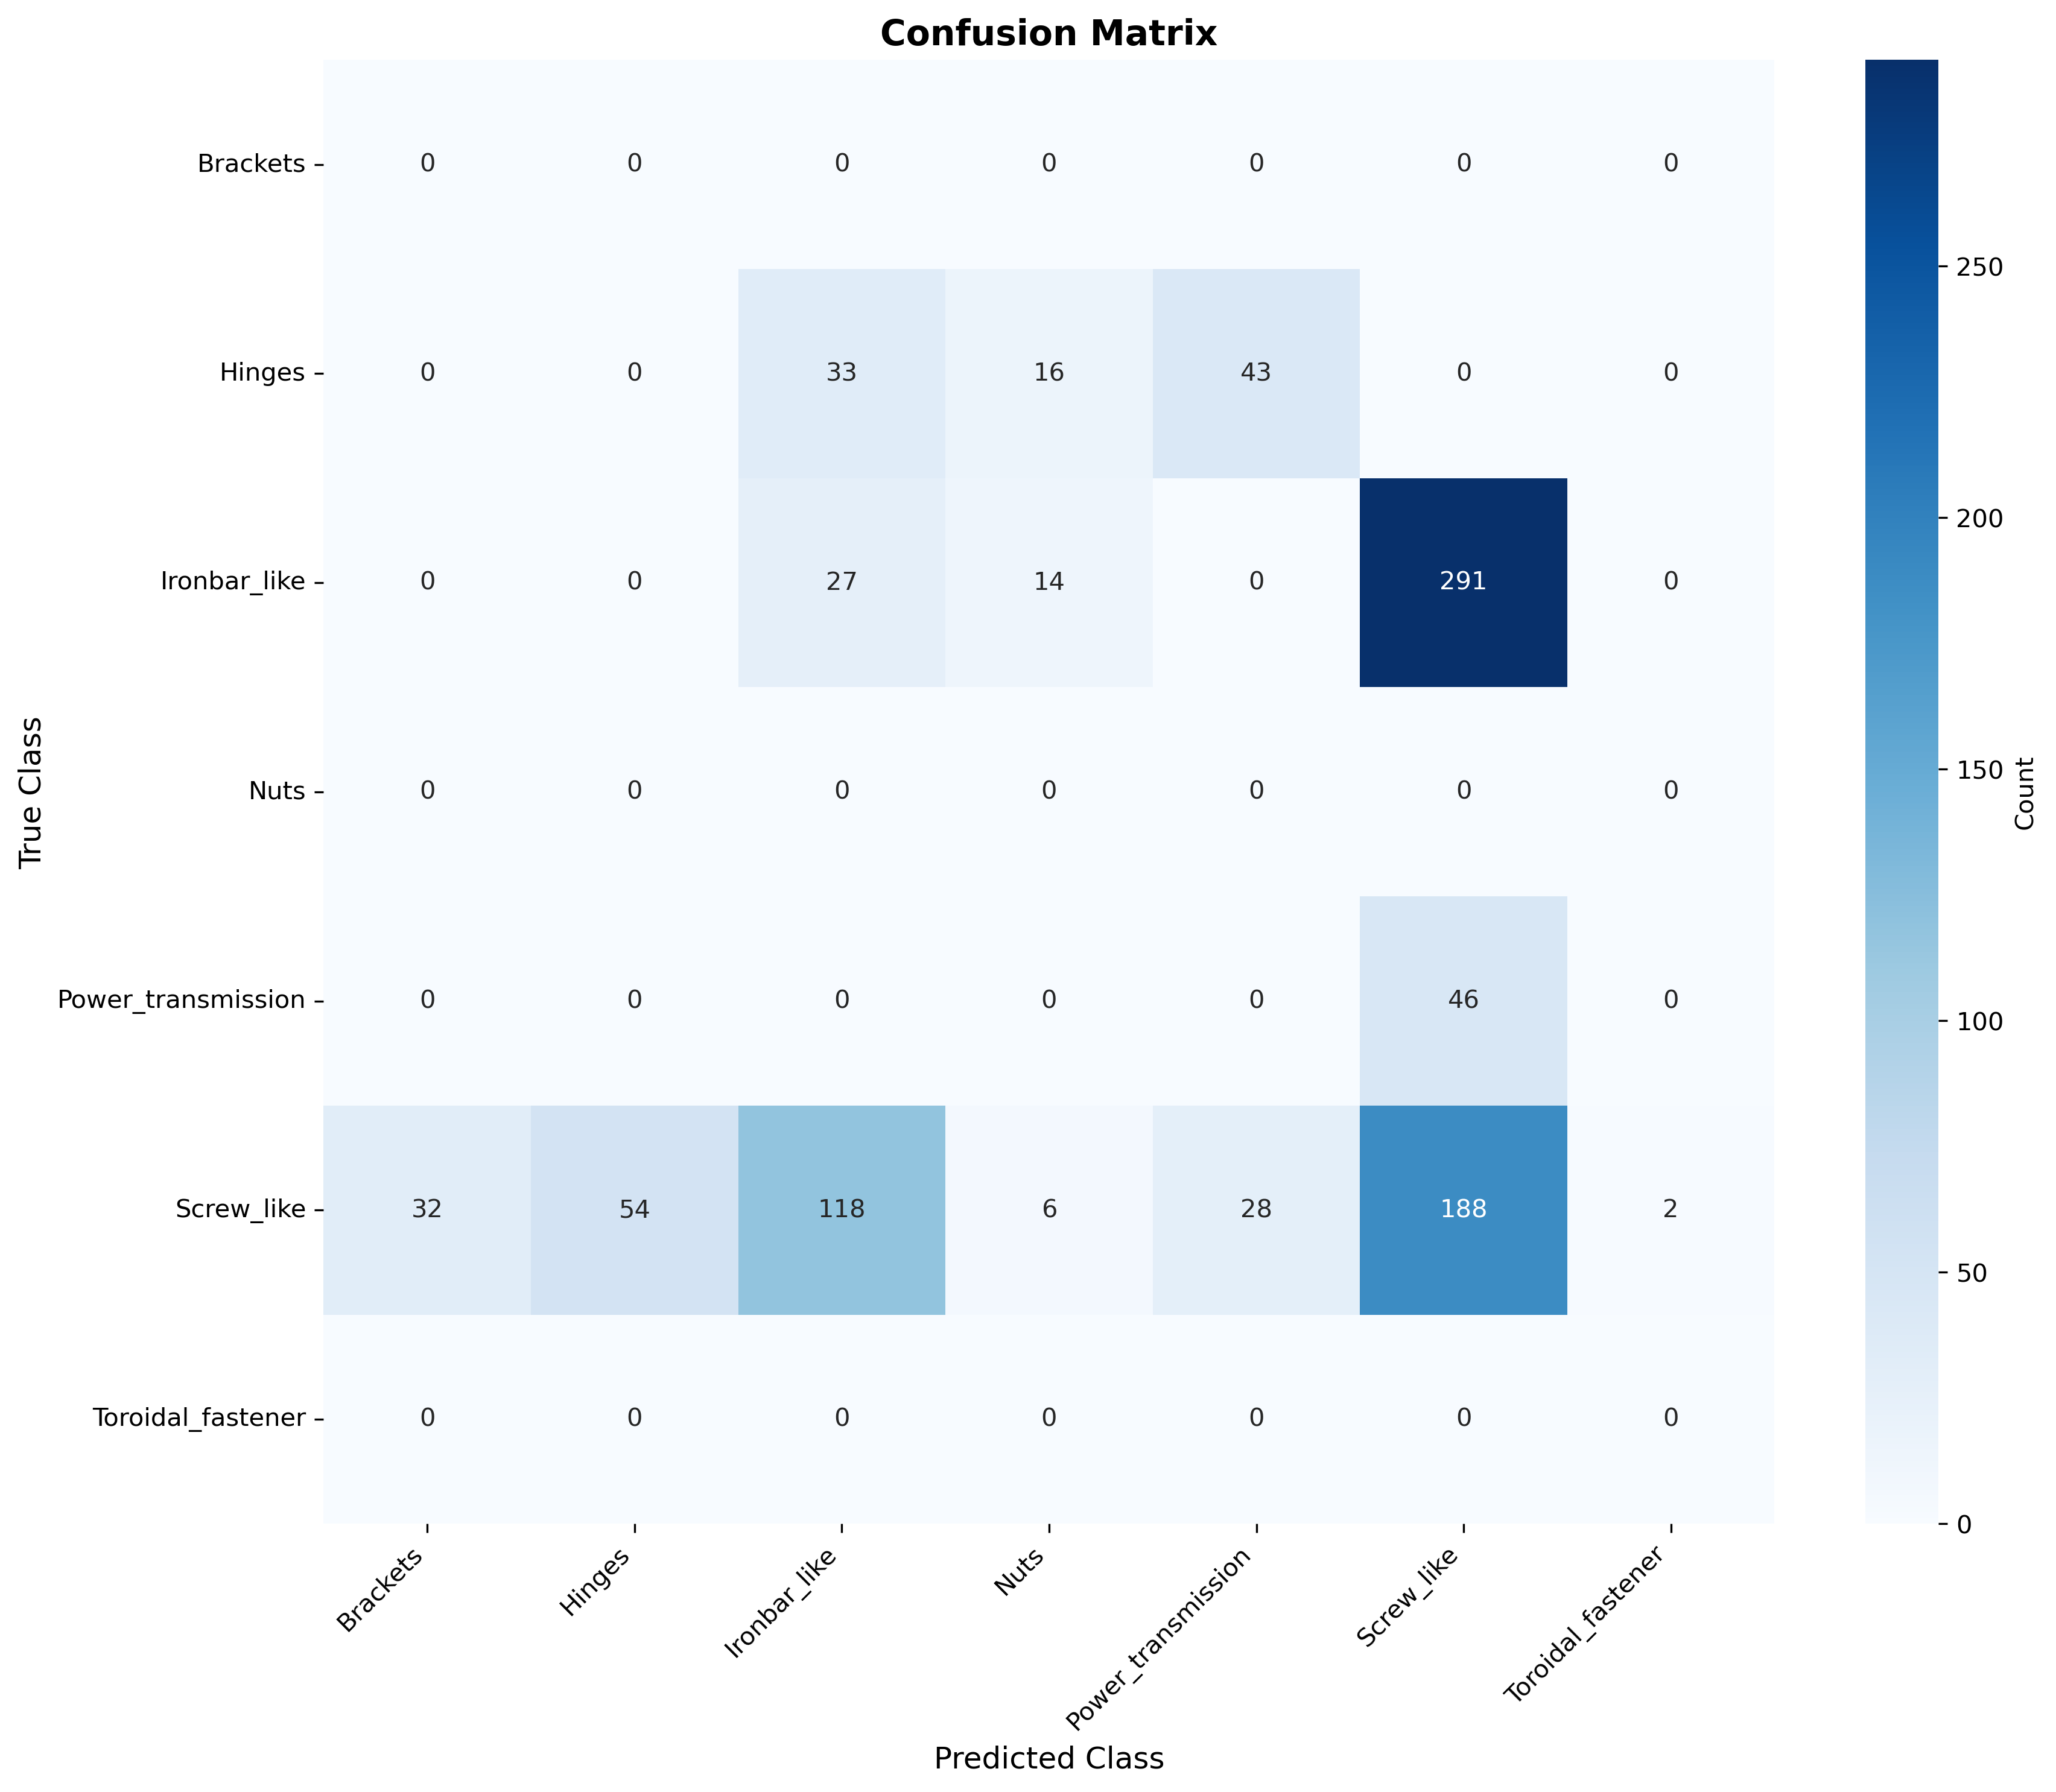 Confusion Matrix
True Class
Brackets 0 0 0 0 0 0 0
Hinges 0 0 33 16 43 0 0
Ironbar_like 0 0 27 14 0 291 0
Nuts 0 0 0 0 0 0 0
Power_transmission 0 0 0 0 0 46 0
Screw_like 32 54 118 6 28 188 2
Toroidal_fastener 0 0 0 0 0 0 0
Brackets Hinges Ironbar_like Nuts Power_transmission Screw_like Toroidal_fastener
Predicted Class
250
200
150
100
50
0
Count